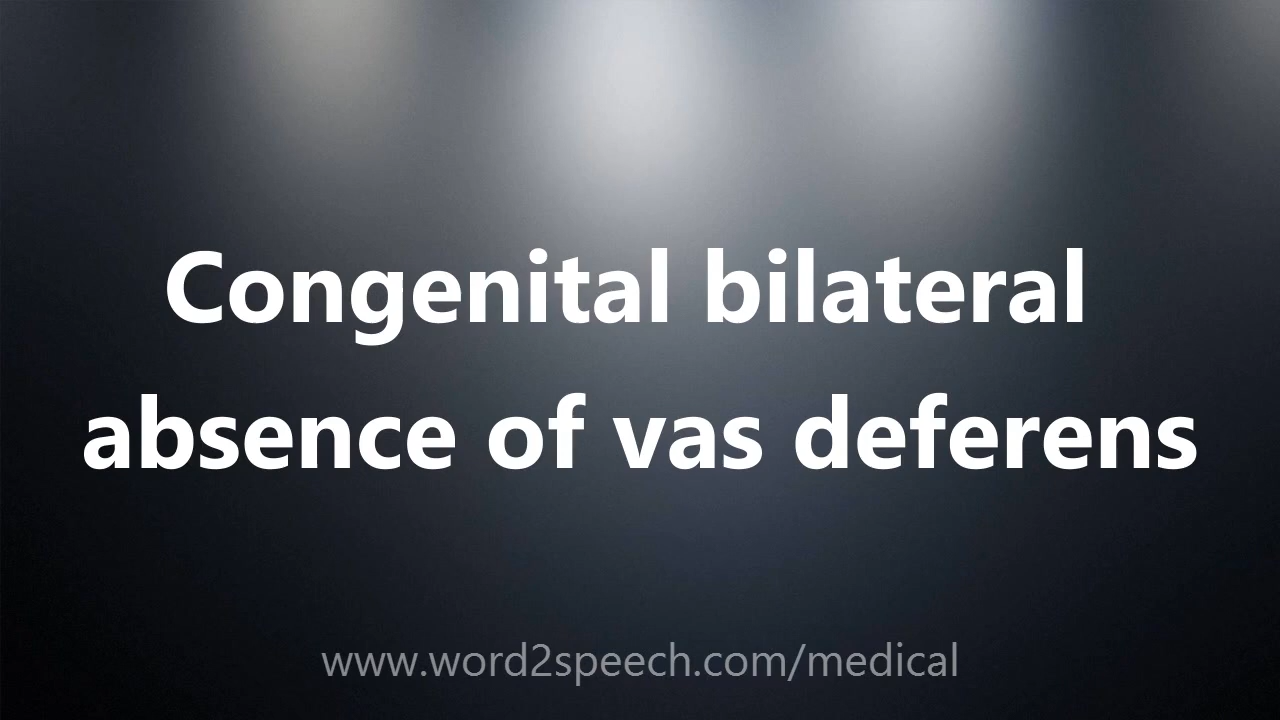 Congenital bilateral
absence of vas deferens
www.word2speech.com/medical